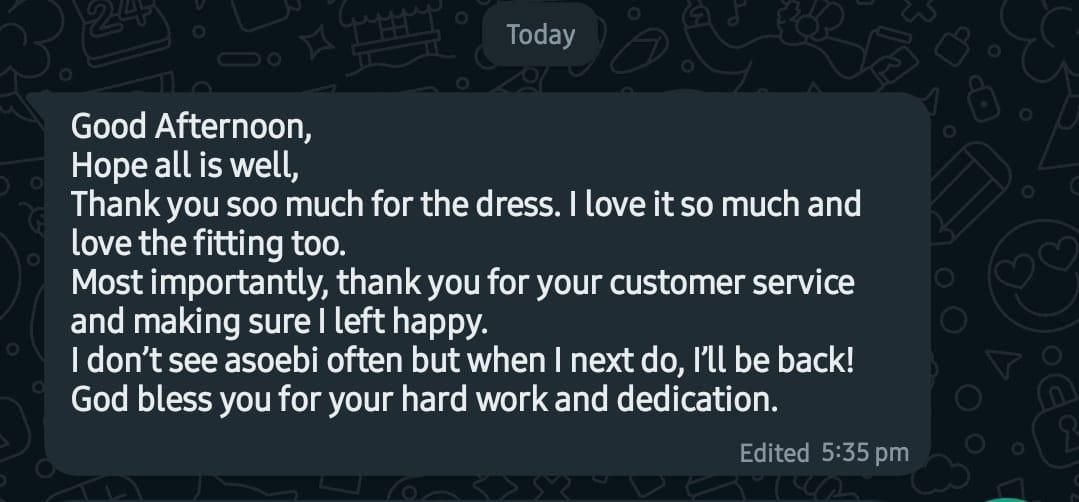 Today
Good Afternoon,
Hope all is well,
Thank you soo much for the dress. I love it so much and
love the fitting too.
Most importantly, thank you for your customer service
and making sure I left happy.
I don’t see asoebi often but when I next do, I’ll be back!
God bless you for your hard work and dedication.
Edited 5:35 pm